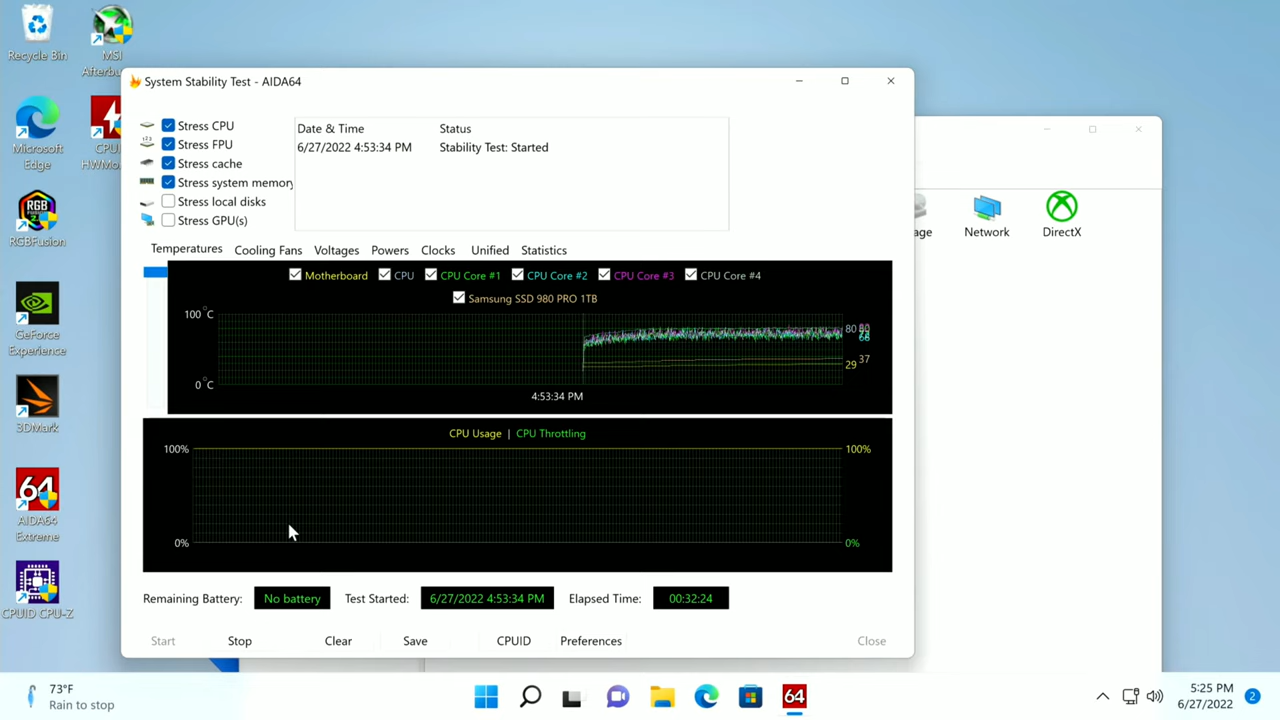 Recycle Bin
MSI
Afterbu
Microsoft
Edge
CPUI
HWMo
RGB
RGBFusion
GeForce
Experience
3DMark
64
AIDA64
Extreme
CPUID CPU-Z
System Stability Test - AIDA64
Stress CPU
Stress FPU
Stress cache
Stress system memory
Stress local disks
Stress GPU(s)
Date & Time Status
6/27/2022 4:53:34 PM Stability Test: Started
Temperatures Cooling Fans Voltages Powers Clocks Unified Statistics
Motherboard CPU CPU Core #1 CPU Core #2 CPU Core #3 CPU Core #4
Samsung SSD 980 PRO 1TB
100 °C
80
29 37
0 °C
4:53:34 PM
CPU Usage | CPU Throttling
100% 100%
0% 0%
Remaining Battery: No battery Test Started: 6/27/2022 4:53:34 PM Elapsed Time: 00:32:24
Start Stop Clear Save CPUID Preferences Close
age Network DirectX
73°F
Rain to stop
64
5:25 PM
6/27/2022
2